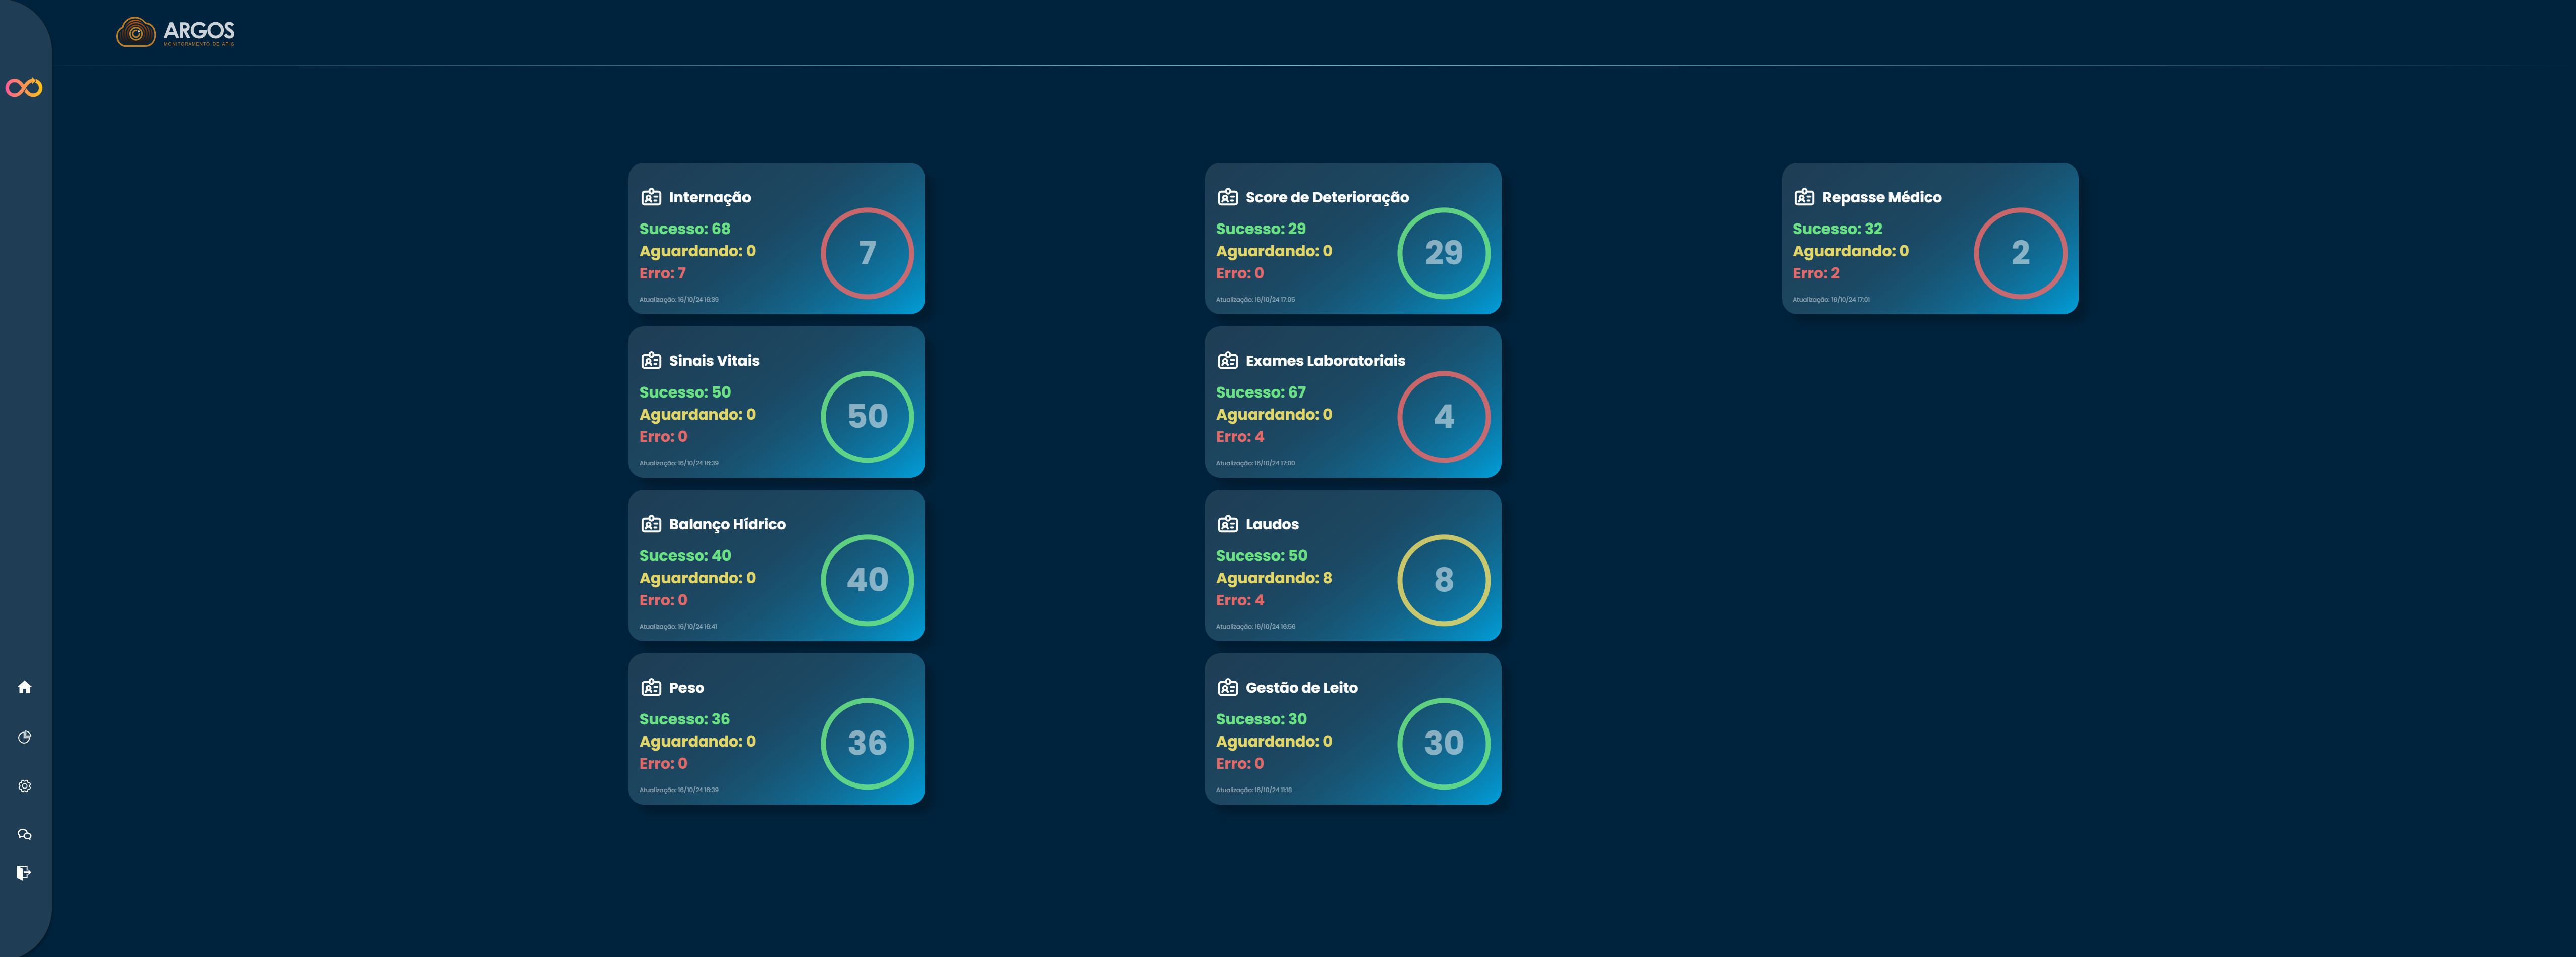 ARGOS
MONITORAMENTO DE APIS
Internação
Sucesso: 68
Aguardando: 0
Erro: 7
7
Atualização: 16/10/24 16:39
Sinais Vitais
Sucesso: 50
Aguardando: 0
Erro: 0
50
Atualização: 16/10/24 16:39
Balanço Hídrico
Sucesso: 40
Aguardando: 0
Erro: 0
40
Atualização: 16/10/24 16:41
Peso
Sucesso: 36
Aguardando: 0
Erro: 0
36
Atualização: 16/10/24 16:39
Score de Deterioração
Sucesso: 29
Aguardando: 0
Erro: 0
29
Atualização: 16/10/24 17:05
Exames Laboratoriais
Sucesso: 67
Aguardando: 0
Erro: 4
4
Atualização: 16/10/24 17:00
Laudos
Sucesso: 50
Aguardando: 8
Erro: 4
8
Atualização: 16/10/24 16:56
Gestão de Leito
Sucesso: 30
Aguardando: 0
Erro: 0
30
Atualização: 16/10/24 11:18
Repasse Médico
Sucesso: 32
Aguardando: 0
Erro: 2
2
Atualização: 16/10/24 17:01